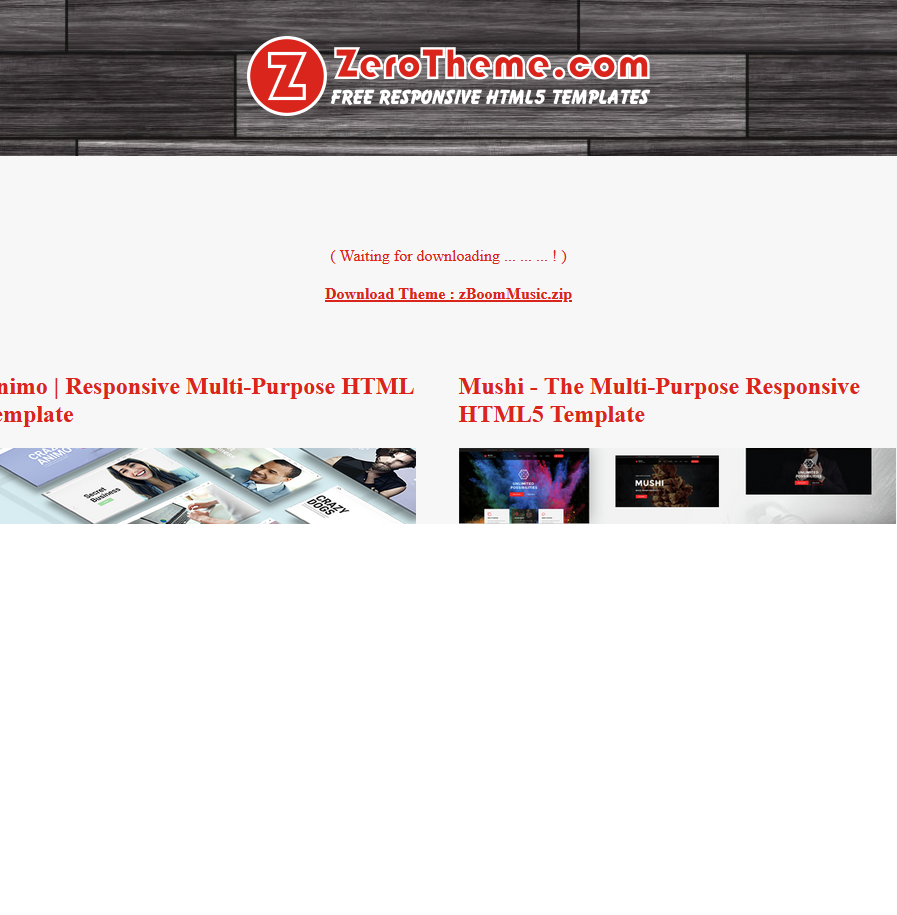 Z ZeroTheme.com
FREE RESPONSIVE HTML5 TEMPLATES
( Waiting for downloading ... ... ... ! )
Download Theme : zBoomMusic.zip
nimo | Responsive Multi-Purpose HTML
emplate
Mushi - The Multi-Purpose Responsive
HTML5 Template
CRAZY
ANIMO
Secret
Business
CRAZY
DOGS
UNLIMITED
POSSIBILITIES
MUSHI
UNLIMITED
POSSIBILITIES